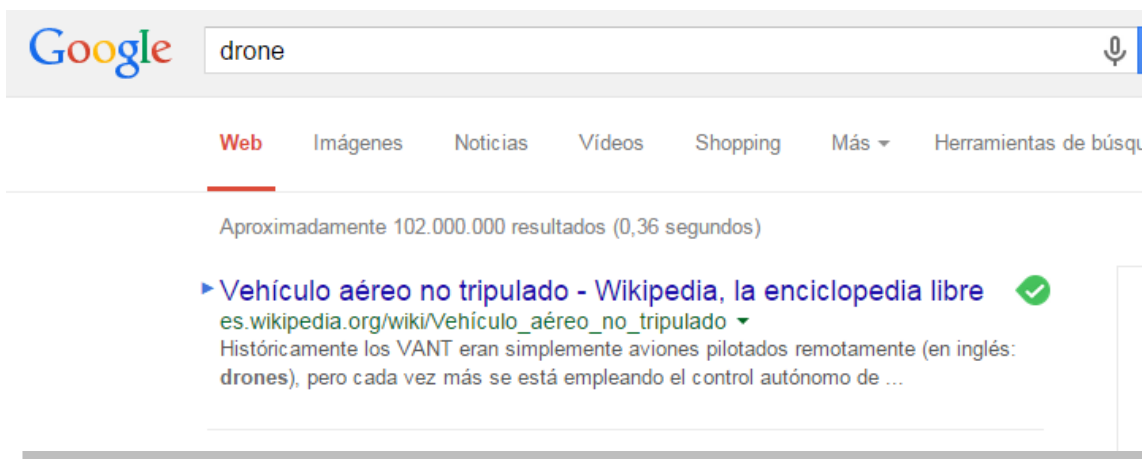 Google drone
Web Imágenes Noticias Vídeos Shopping Más Herramientas de búsqu
Aproximadamente 102.000.000 resultados (0,36 segundos)
Vehículo aéreo no tripulado - Wikipedia, la enciclopedia libre
es.wikipedia.org/wiki/Vehículo_aéreo_no_tripulado
Históricamente los VANT eran simplemente aviones pilotados remotamente (en inglés:
drones), pero cada vez más se está empleando el control autónomo de ...